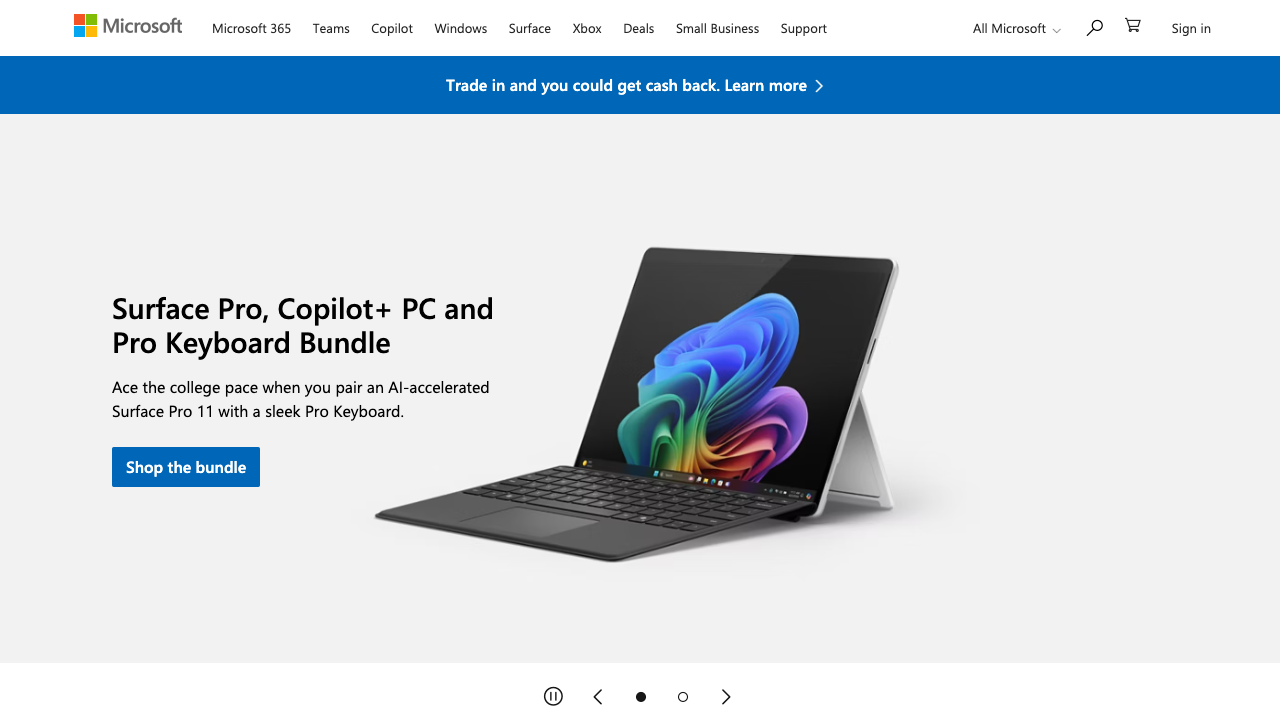 Microsoft
Microsoft 365
Teams
Copilot
Windows
Surface
Xbox
Deals
Small Business
Support
All Microsoft
Sign in
Trade in and you could get cash back. Learn more
Surface Pro, Copilot+ PC and
Pro Keyboard Bundle
Ace the college pace when you pair an AI-accelerated
Surface Pro 11 with a sleek Pro Keyboard.
Shop the bundle